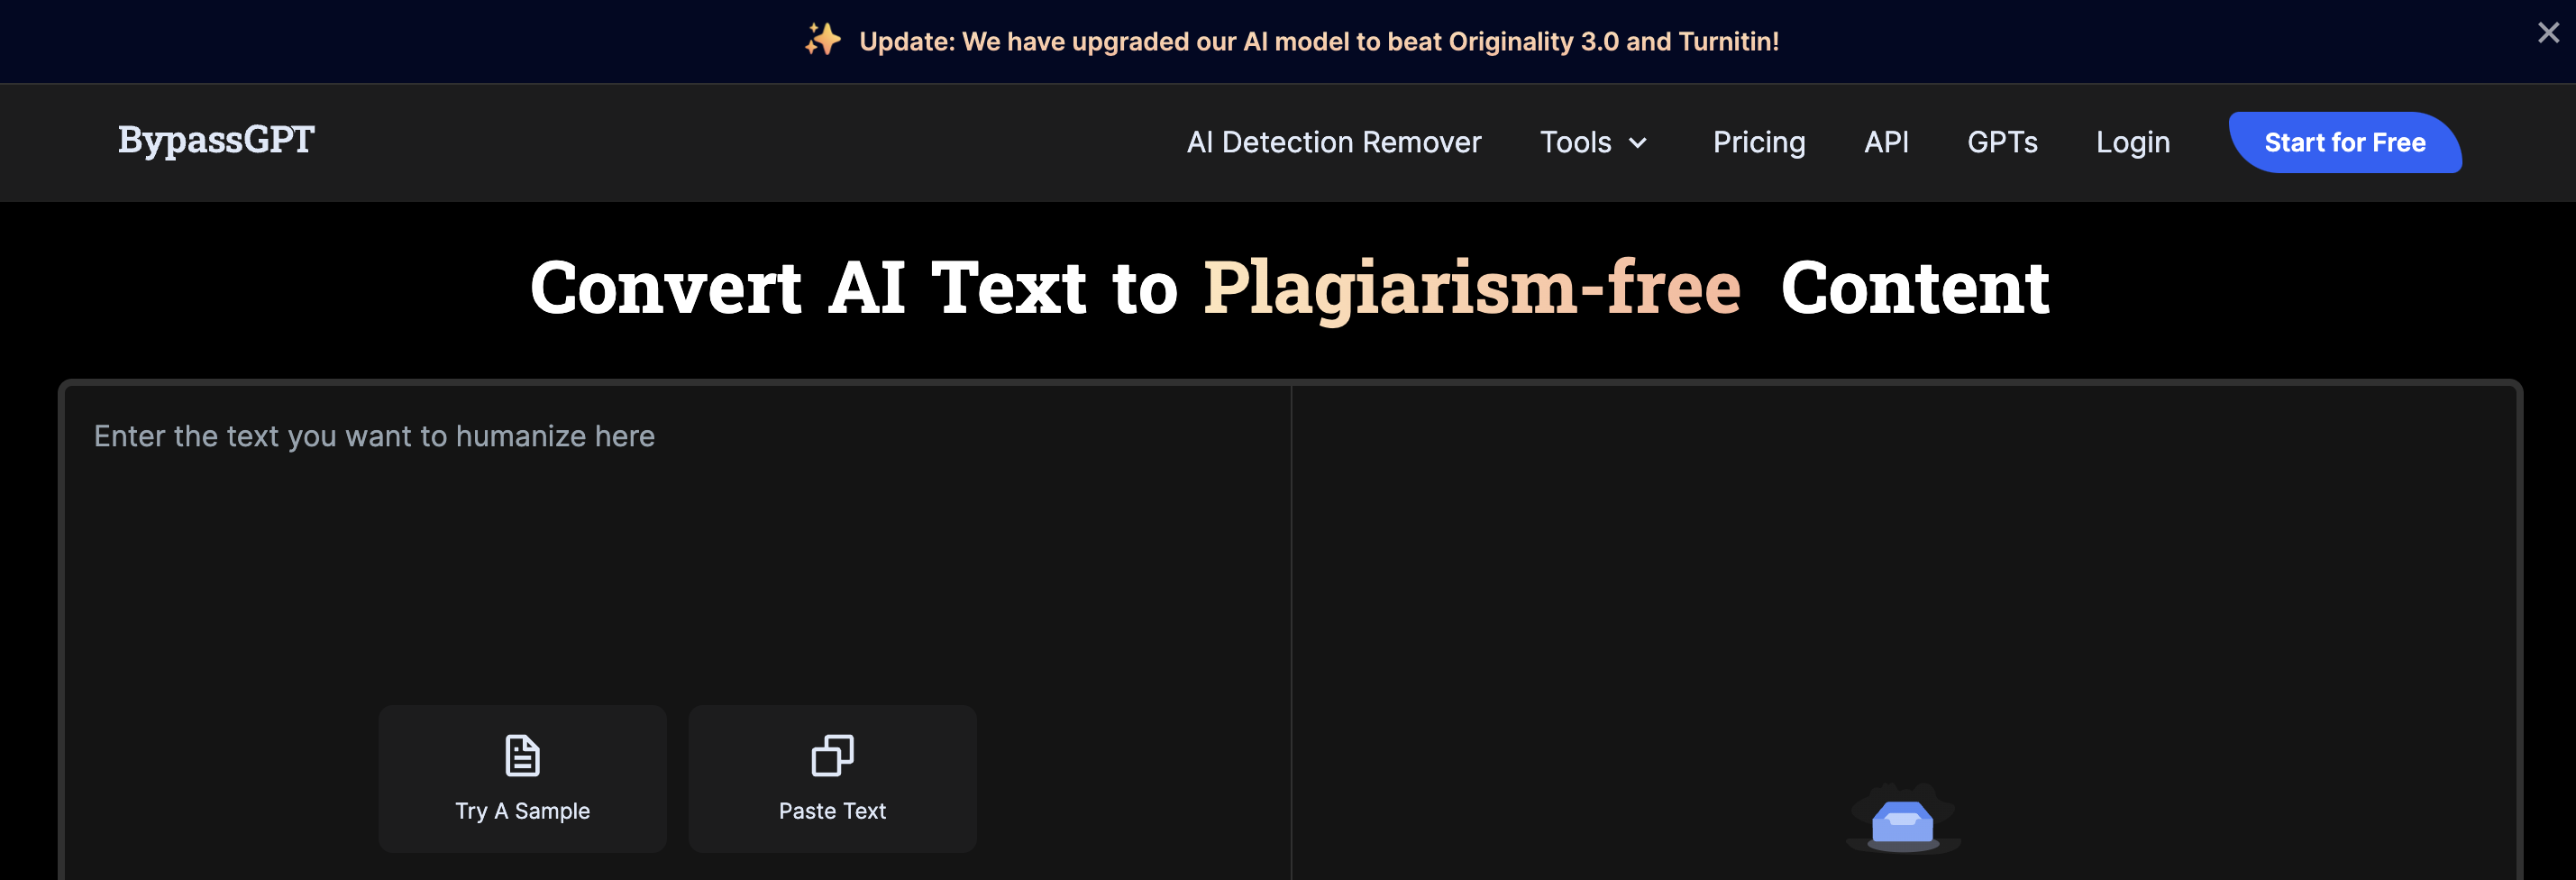 Update: We have upgraded our AI model to beat Originality 3.0 and Turnitin!
BypassGPT
AI Detection Remover Tools Pricing API GPTs Login Start for Free
Convert AI Text to Plagiarism-free Content
Enter the text you want to humanize here
Try A Sample Paste Text